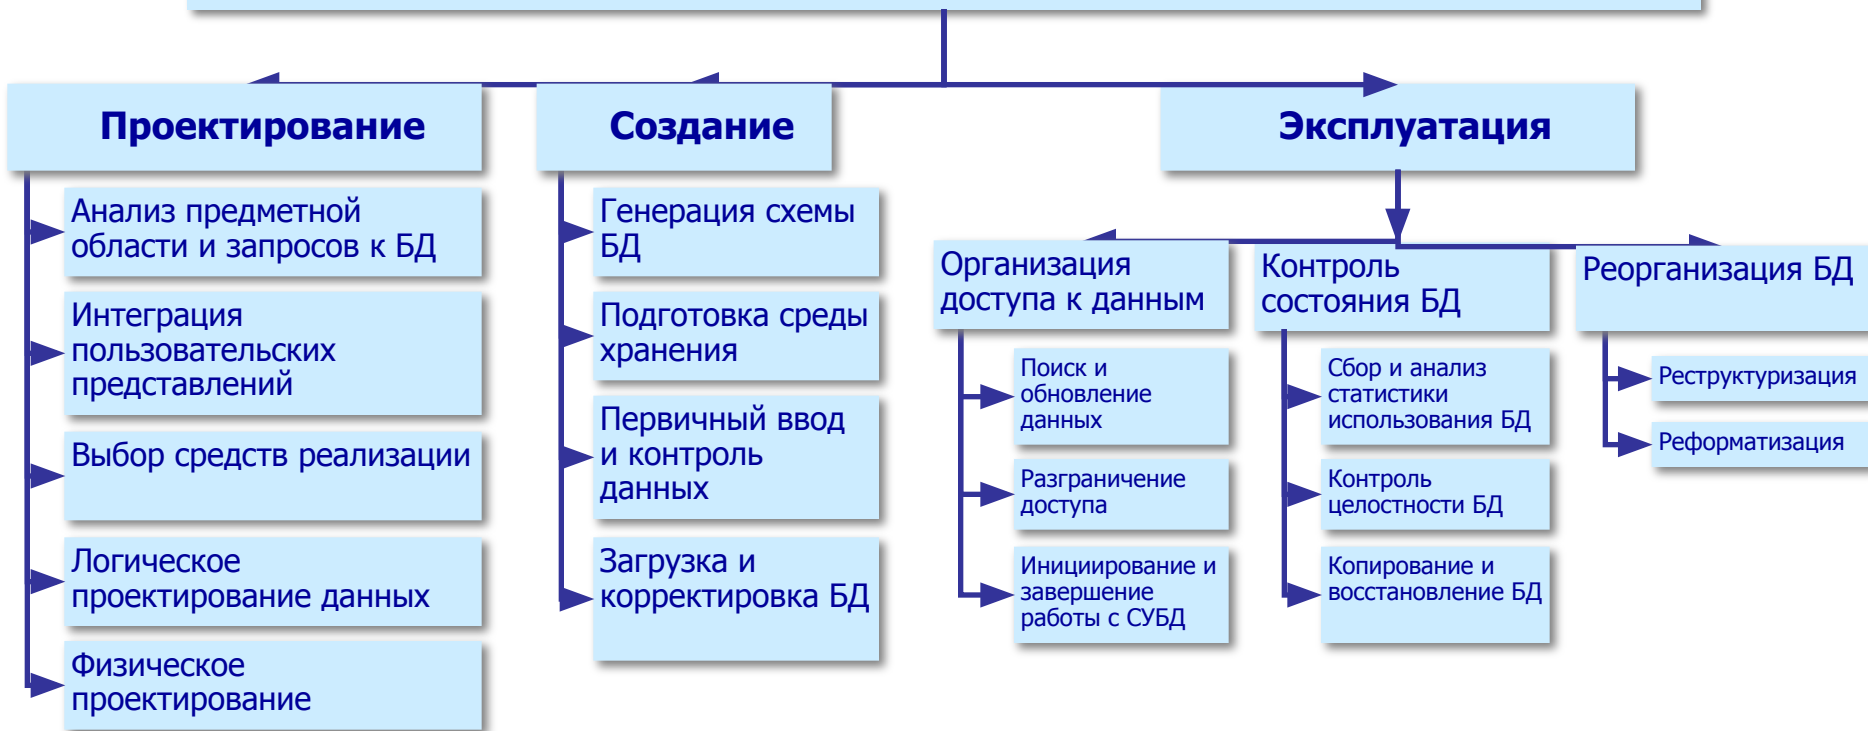 Проектирование
Анализ предметной
области и запросов к БД
Интеграция
пользовательских
представлений
Выбор средств реализации
Логическое
проектирование данных
Физическое
проектирование
Создание
Генерация схемы
БД
Подготовка среды
хранения
Первичный ввод
и контроль
данных
Загрузка и
корректировка БД
Эксплуатация
Организация
доступа к данным
Поиск и
обновление
данных
Разграничение
доступа
Инициирование и
завершение
работы с СУБД
Контроль
состояния БД
Сбор и анализ
статистики
использования БД
Контроль
целостности БД
Копирование и
восстановление БД
Реорганизация БД
Реструктуризация
Реформатизация